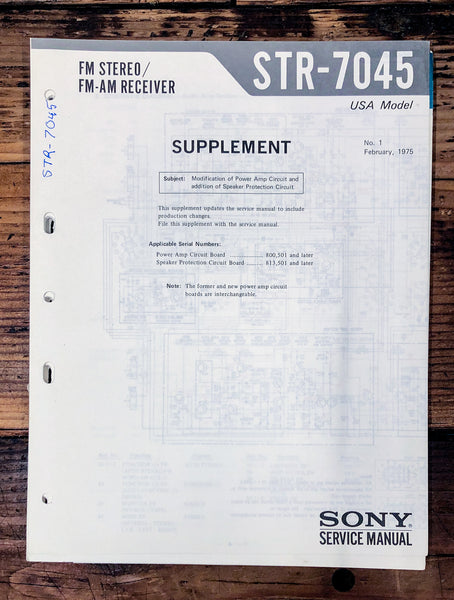 FM STEREO/
FM-AM RECEIVER
STR-7045
USA Model
STR-7045
SUPPLEMENT
No. 1
February, 1975
Subject: Modification of Power Amp Circuit and
addition of Speaker Protection Circuit
This supplement updates the service manual to include
production changes.
File this supplement with the service manual.
Applicable Serial Numbers:
Power Amp Circuit Board .................. 800,501 and later
Speaker Protection Circuit Board ......... 813,501 and later
Note: The former and new power amp circuit
boards are interchangeable.
SONY
SERVICE MANUAL